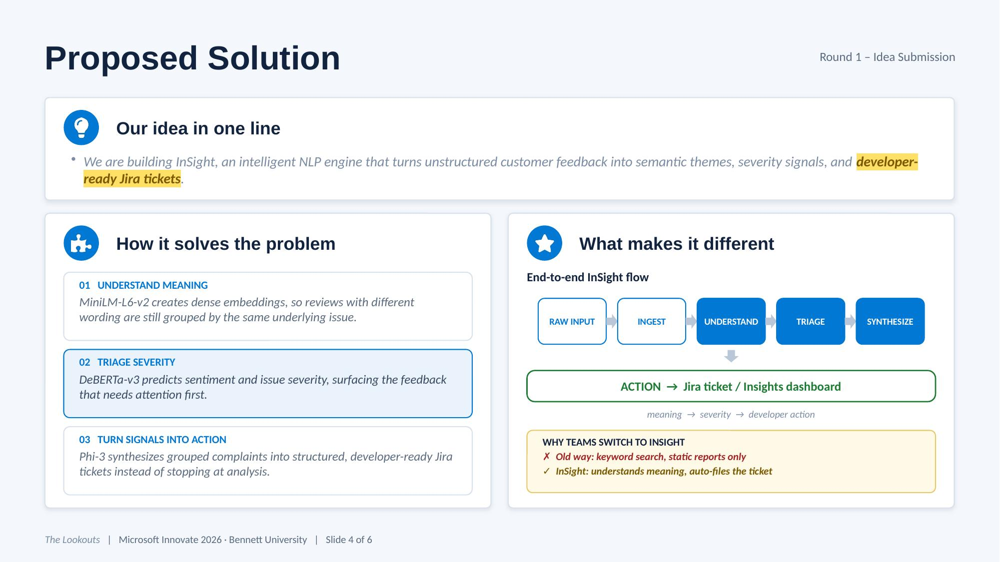 Proposed Solution
Round 1 – Idea Submission
Our idea in one line
• We are building InSight, an intelligent NLP engine that turns unstructured customer feedback into semantic themes, severity signals, and developer-
ready Jira tickets.
How it solves the problem
01 UNDERSTAND MEANING
MiniLM-L6-v2 creates dense embeddings, so reviews with different
wording are still grouped by the same underlying issue.
02 TRIAGE SEVERITY
DeBERTa-v3 predicts sentiment and issue severity, surfacing the feedback
that needs attention first.
03 TURN SIGNALS INTO ACTION
Phi-3 synthesizes grouped complaints into structured, developer-ready Jira
tickets instead of stopping at analysis.
What makes it different
End-to-end InSight flow
RAW INPUT
INGEST
UNDERSTAND
TRIAGE
SYNTHESIZE
ACTION → Jira ticket / Insights dashboard
meaning → severity → developer action
WHY TEAMS SWITCH TO INSIGHT
✗ Old way: keyword search, static reports only
✓ InSight: understands meaning, auto-files the ticket
The Lookouts | Microsoft Innovate 2026 · Bennett University | Slide 4 of 6